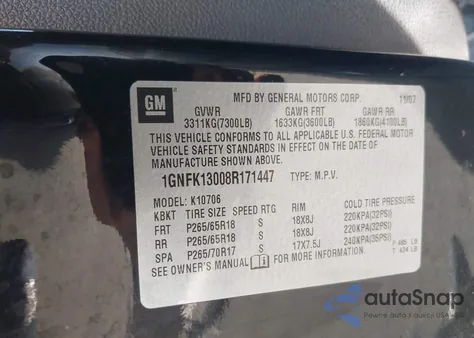 GM MFD BY GENERAL MOTORS CORP. 11/07
GVWR GAWR FRT GAWR RR
3311KG(7300LB) 1633KG(3600LB) 1860KG(4100LB)
THIS VEHICLE CONFORMS TO ALL APPLICABLE U.S. FEDERAL MOTOR
VEHICLE SAFETY STANDARDS IN EFFECT ON THE DATE OF
MANUFACTURE SHOWN ABOVE.
1GNFK13008R171447 TYPE: M.P.V.
MODEL: K10706
KBKT TIRE SIZE SPEED RTG RIM COLD TIRE PRESSURE
FRT P265/65R18 S 18X8J 220KPA(32PSI)
RR P265/65R18 S 18X8J 220KPA(32PSI)
SPA P265/70R17 S 17X7.5J 240KPA(35PSI)
SEE OWNER'S MANUAL FOR MORE INFORMATION.
autoSnap
Pewne auta i aukcji USA